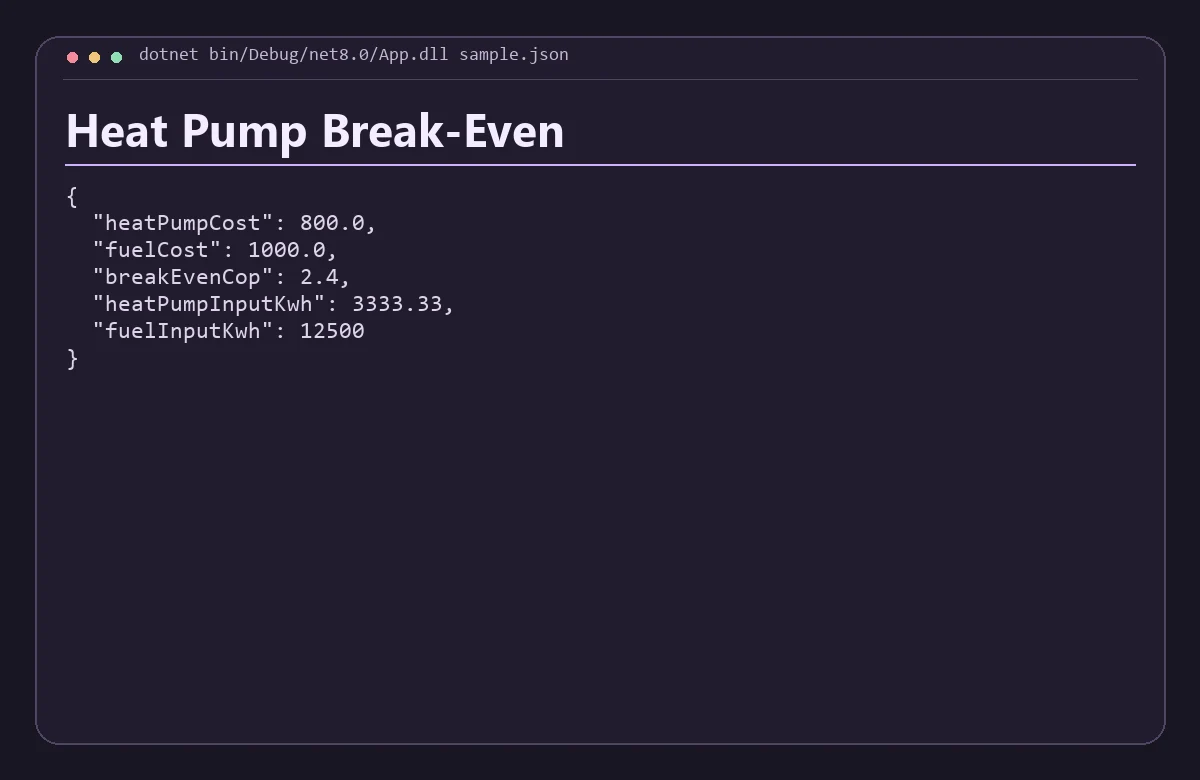 dotnet bin/Debug/net8.0/App.dll sample.json
Heat Pump Break-Even
{
  "heatPumpCost": 800.0,
  "fuelCost": 1000.0,
  "breakEvenCop": 2.4,
  "heatPumpInputKwh": 3333.33,
  "fuelInputKwh": 12500
}